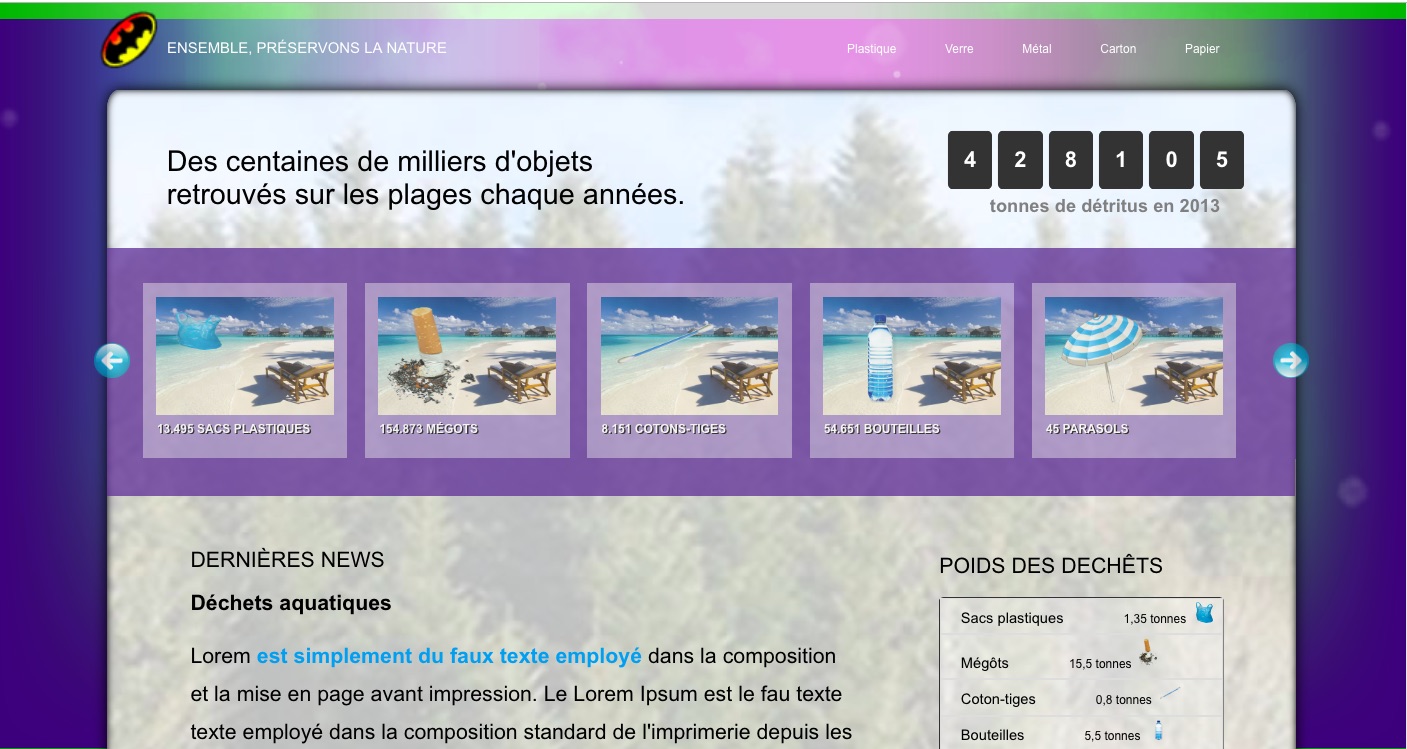 ENSEMBLE, PRÉSERVONS LA NATURE
Plastique Verre Métal Carton Papier
Des centaines de milliers d'objets
retrouvés sur les plages chaque années.
4 2 8 1 0 5
tonnes de détritus en 2013
13.495 SACS PLASTIQUES
154.873 MÉGOTS
8.151 COTONS-TIGES
54.651 BOUTEILLES
45 PARASOLS
DERNIÈRES NEWS
Déchets aquatiques
Lorem est simplement du faux texte employé dans la composition
et la mise en page avant impression. Le Lorem Ipsum est le fau texte
texte employé dans la composition standard de l'imprimerie depuis les
POIDS DES DECHÊTS
Sacs plastiques 1,35 tonnes
Mégôts 15,5 tonnes
Coton-tiges 0,8 tonnes
Bouteilles 5,5 tonnes